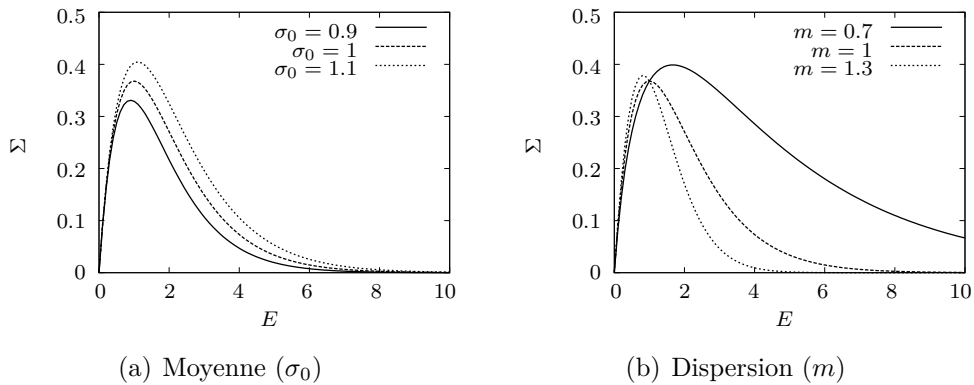 0.5
0.4
0.3
0.2
0.1
0
Σ
0 2 4 6 8 10
E
σ₀ = 0.9
σ₀ = 1
σ₀ = 1.1
(a) Moyenne (σ₀)
0.5
0.4
0.3
0.2
0.1
0
Σ
0 2 4 6 8 10
E
m = 0.7
m = 1
m = 1.3
(b) Dispersion (m)